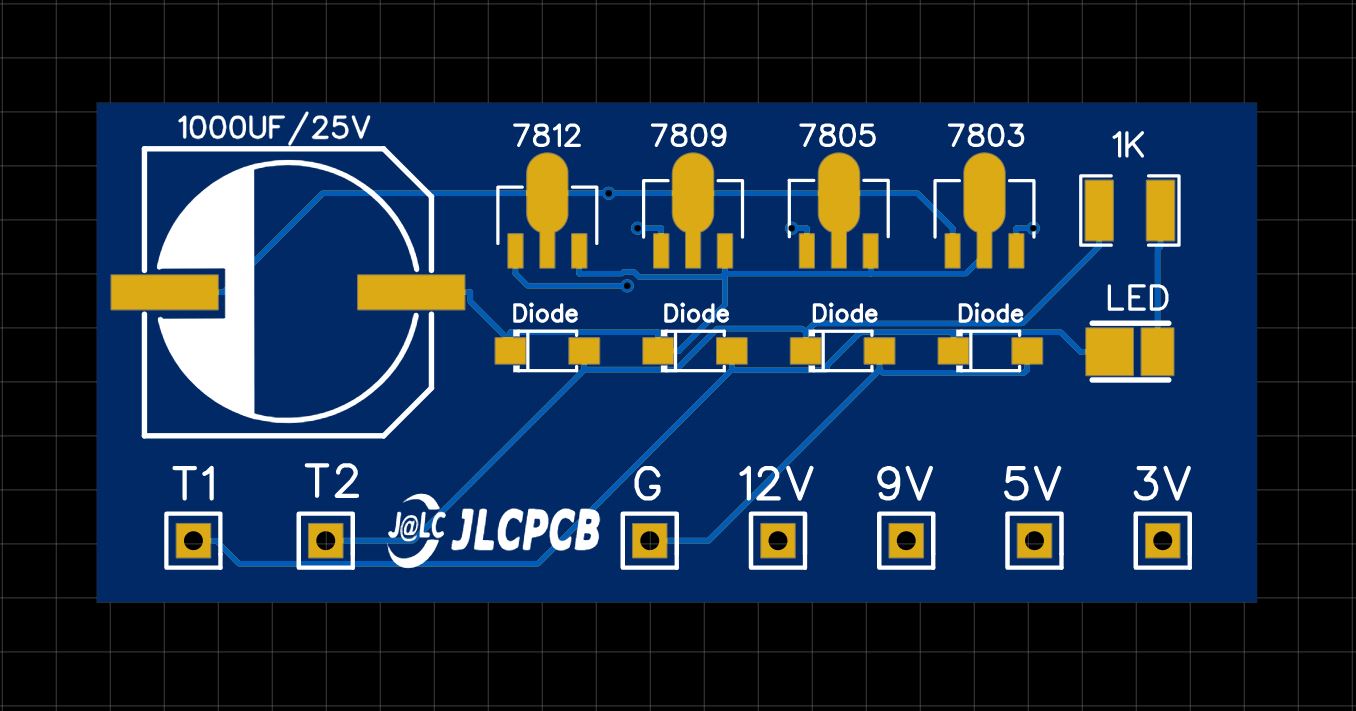 1000UF/25V
7812 7809 7805 7803 1K
Diode Diode Diode Diode LED
T1 T2 G 12V 9V 5V 3V
J@LC JLCPCB